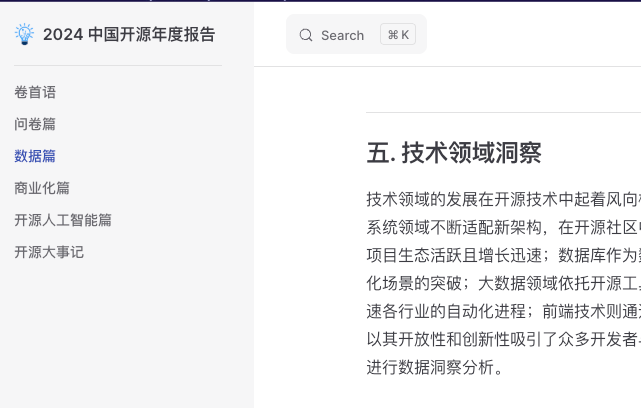 2024 中国开源年度报告
Search ⌘ K
卷首语
问卷篇
数据篇
商业化篇
开源人工智能篇
开源大事记
五. 技术领域洞察
技术领域的发展在开源技术中起着风向
系统领域不断适配新架构，在开源社区
项目生态活跃且增长迅速；数据库作为
化场景的突破；大数据领域依托开源工
速各行业的自动化进程；前端技术则通
以其开放性和创新性吸引了众多开发者
进行数据洞察分析。